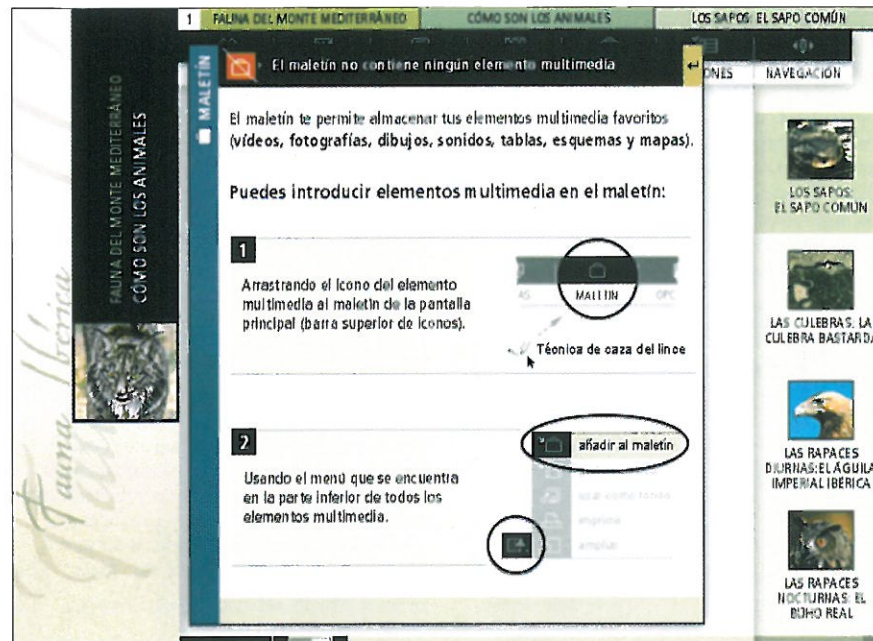 1 FAUNA DEL MONTE MEDITERRÁNEO
CÓMO SON LOS ANIMALES
LOS SAPOS: EL SAPO COMÚN
NAVEGACIÓN
FAUNA DEL MONTE MEDITERRÁNEO
CÓMO SON LOS ANIMALES
Fauna Ibérica
MALETÍN
El maletín no contiene ningún elemento multimedia
El maletín te permite almacenar tus elementos multimedia favoritos
(vídeos, fotografías, dibujos, sonidos, tablas, esquemas y mapas).
Puedes introducir elementos multimedia en el maletín:
1
Arrastrando el icono del elemento
multimedia al maletín de la pantalla
principal (barra superior de iconos).
MALETÍN
OPC
Técnica de caza del lince
2
Usando el menú que se encuentra
en la parte inferior de todos los
elementos multimedia.
añadir al maletín
usar como fondo
imprimir
ampliar
LOS SAPOS:
EL SAPO COMÚN
LAS CULEBRAS: LA
CULEBRA BASTARDA
LAS RAPACES
DIURNAS: EL ÁGUILA
IMPERIAL IBÉRICA
LAS RAPACES
NOCTURNAS: EL
BÚHO REAL